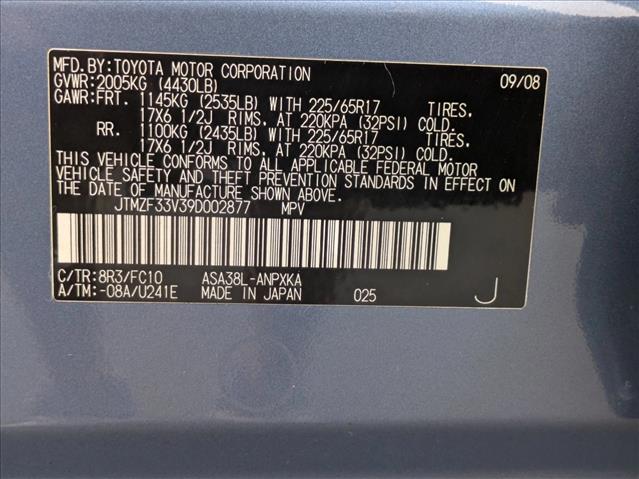 MFD.BY:TOYOTA MOTOR CORPORATION 09/08
GVWR:2005KG (4430LB)
GAWR:FRT. 1145KG (2535LB) WITH 225/65R17 TIRES,
17X6 1/2J RIMS, AT 220KPA (32PSI) COLD.
RR. 1100KG (2435LB) WITH 225/65R17 TIRES,
17X6 1/2J RIMS, AT 220KPA (32PSI) COLD.
THIS VEHICLE CONFORMS TO ALL APPLICABLE FEDERAL MOTOR
VEHICLE SAFETY AND THEFT PREVENTION STANDARDS IN EFFECT ON
THE DATE OF MANUFACTURE SHOWN ABOVE.
JTMZF33V39D002877 MPV
C/TR:8R3/FC10 ASA38L-ANPXKA
A/TM:-08A/U241E MADE IN JAPAN 025 J